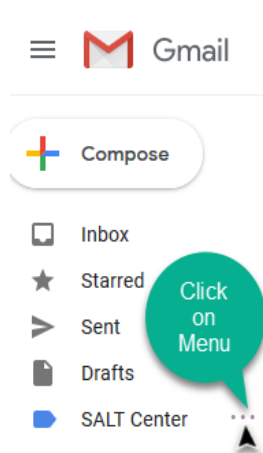 Gmail
Compose
Inbox
Starred
Sent
Drafts
SALT Center
Click
on
Menu